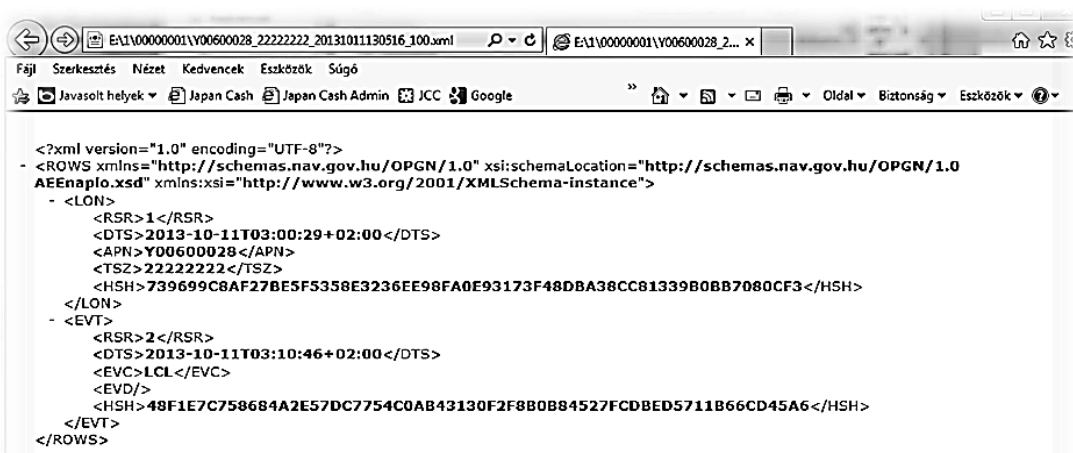 E:\1\00000001\Y00600028_22222222_20131011130516_100.xml
E:\1\00000001\Y00600028_2... ×
Fájl Szerkesztés Nézet Kedvencek Eszközök Súgó
Javasolt helyek Japan Cash Japan Cash Admin JCC Google » Oldal Biztonság Eszközök
<?xml version="1.0" encoding="UTF-8"?>
- <ROWS xmlns="http://schemas.nav.gov.hu/OPGN/1.0" xsi:schemaLocation="http://schemas.nav.gov.hu/OPGN/1.0
AEEnaplo.xsd" xmlns:xsi="http://www.w3.org/2001/XMLSchema-instance">
- <LON>
<RSR>1</RSR>
<DTS>2013-10-11T03:00:29+02:00</DTS>
<APN>Y00600028</APN>
<TSZ>22222222</TSZ>
<HSH>739699C8AF27BE5F5358E3236EE98FA0E93173F48DBA38CC81339B0BB7080CF3</HSH>
</LON>
- <EVT>
<RSR>2</RSR>
<DTS>2013-10-11T03:10:46+02:00</DTS>
<EVC>LCL</EVC>
<EVD/>
<HSH>48F1E7C758684A2E57DC7754C0AB43130F2F8B0B84527FCDBED5711B66CD45A6</HSH>
</EVT>
</ROWS>